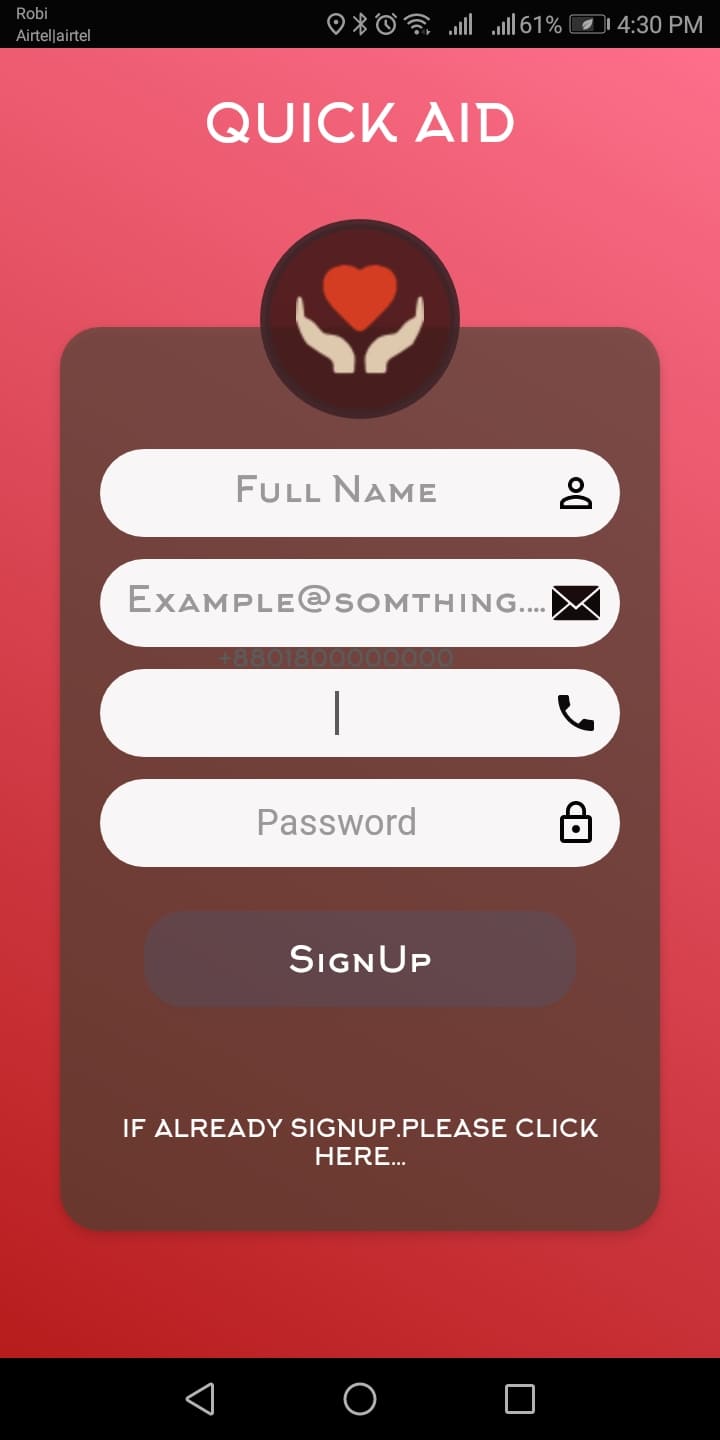 Robi
Airtel|airtel
61% 4:30 PM
QUICK AID
Full Name
Example@somthing....
+8801800000000
Password
SignUp
IF ALREADY SIGNUP.PLEASE CLICK
HERE...